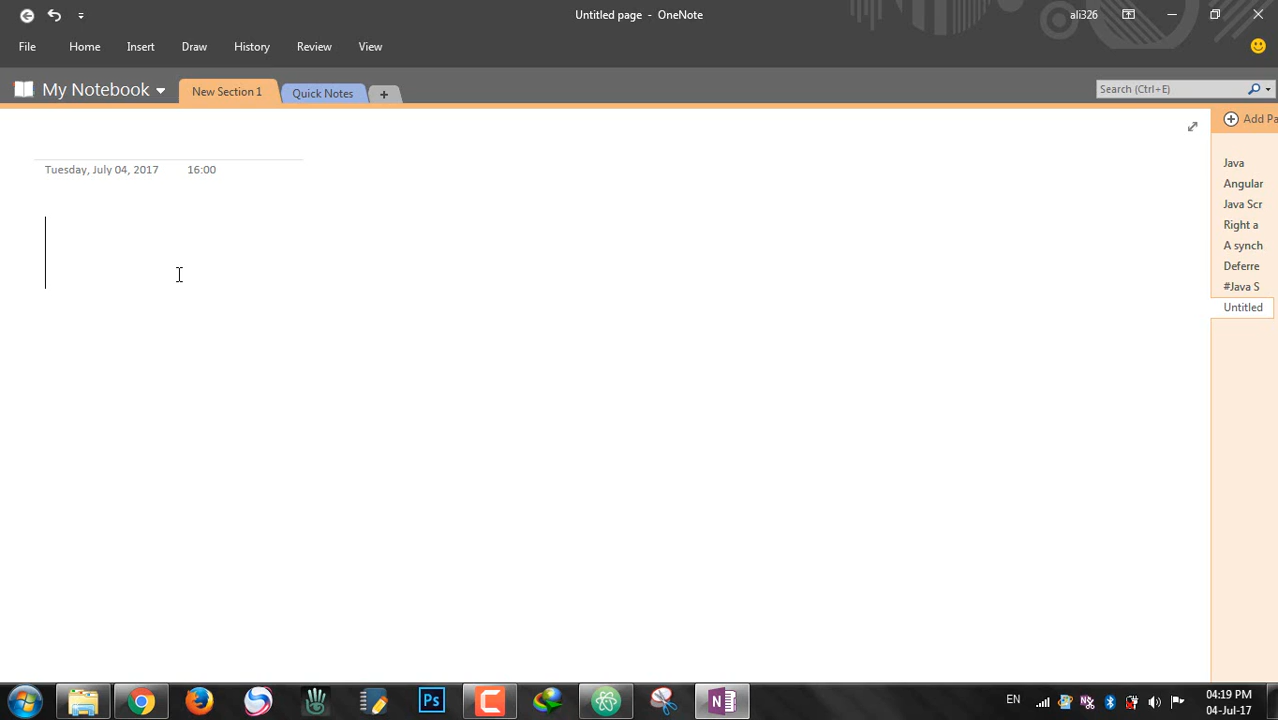 Untitled page - OneNote
ali326
File Home Insert Draw History Review View
My Notebook New Section 1 Quick Notes +
Search (Ctrl+E)
Add Pa
Tuesday, July 04, 2017 16:00
Java
Angular
Java Scr
Right a
A synch
Deferre
#Java S
Untitled
Ps
N
EN
04:19 PM
04-Jul-17